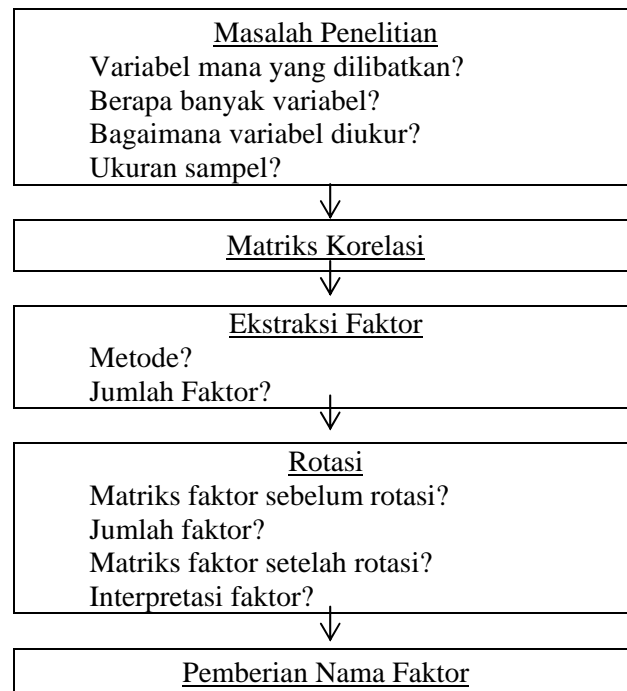 Masalah Penelitian
Variabel mana yang dilibatkan?
Berapa banyak variabel?
Bagaimana variabel diukur?
Ukuran sampel?
Matriks Korelasi
Ekstraksi Faktor
Metode?
Jumlah Faktor?
Rotasi
Matriks faktor sebelum rotasi?
Jumlah faktor?
Matriks faktor setelah rotasi?
Interpretasi faktor?
Pemberian Nama Faktor